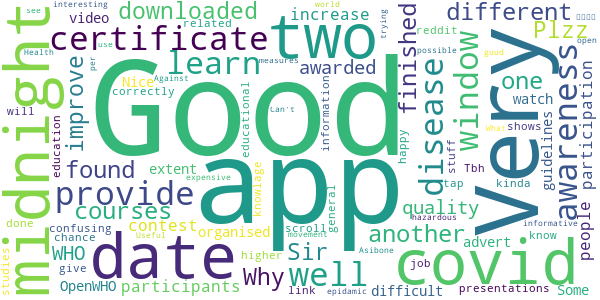 interesting
see
Health
midnight
will
done
studies
video
related
use
per
education
improve
certificate
downloaded
increase
two
world
trying
measures
Against
learn
awarded
Nice
correctly
Good
app
Can't
educational
information
found
extent
provide
courses
contest
knowlage
general
confusing
organised
Useful
expensive
chance
WHO
give
date
OpenWHO
participants
higher
movement
scroll
Why
link
Sir
well
Asibone
epidamic
job
difficult
another
advert
covid
hazardous
quality
tap
Tbh
stuff
shows
kinda
happy
finished
disease
window
reddit
possible
different
Plzz
open
one
watch
very
What
guud
guidelines
awareness
participation
people
know
informative
presentations
Some